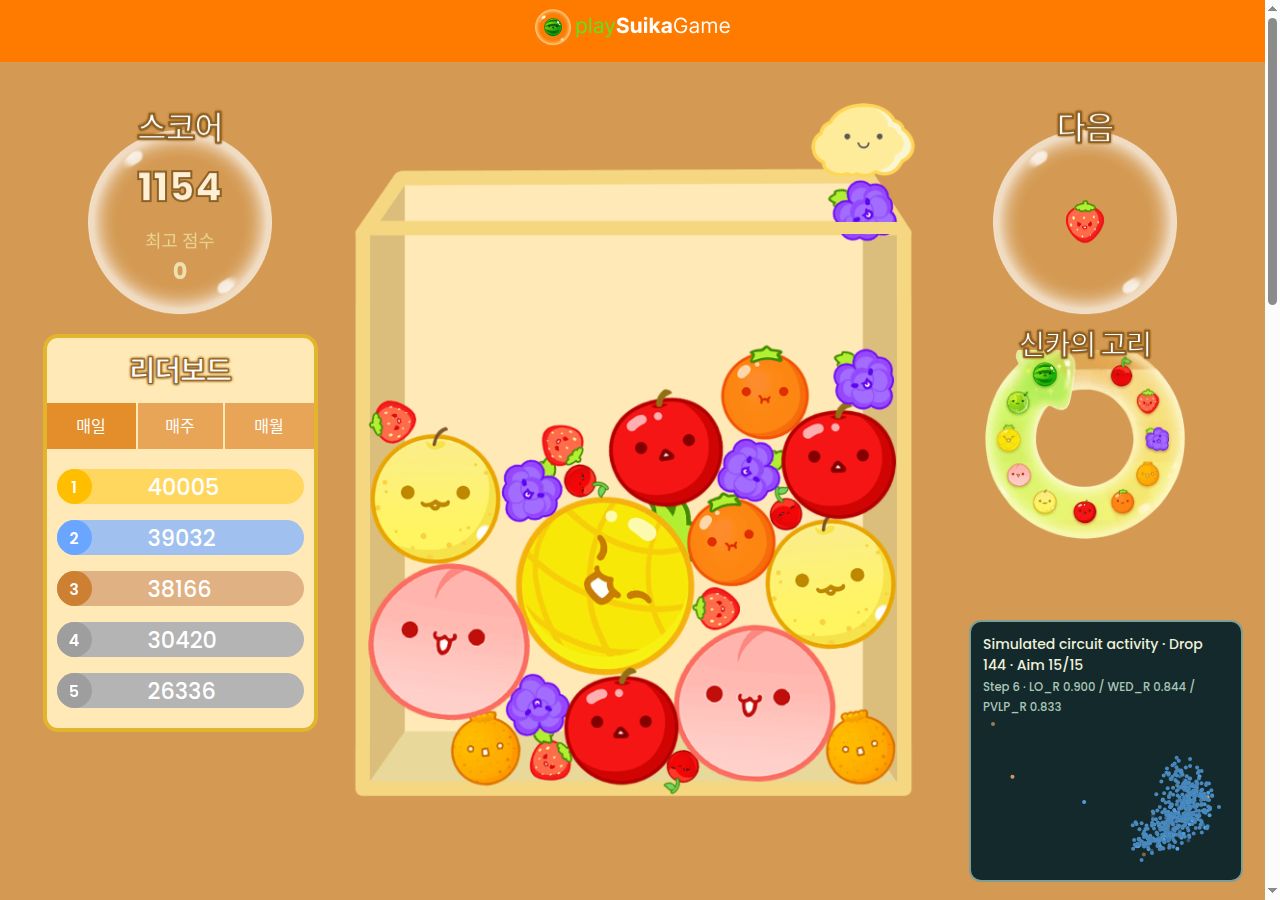 playSuikaGame
스코어
1154
최고 점수
0
다음
신카의 고리
리더보드
매일 매주 매월
1 40005
2 39032
3 38166
4 30420
5 26336
Simulated circuit activity · Drop
144 · Aim 15/15
Step 6 · LO_R 0.900 / WED_R 0.844 /
PVLP_R 0.833